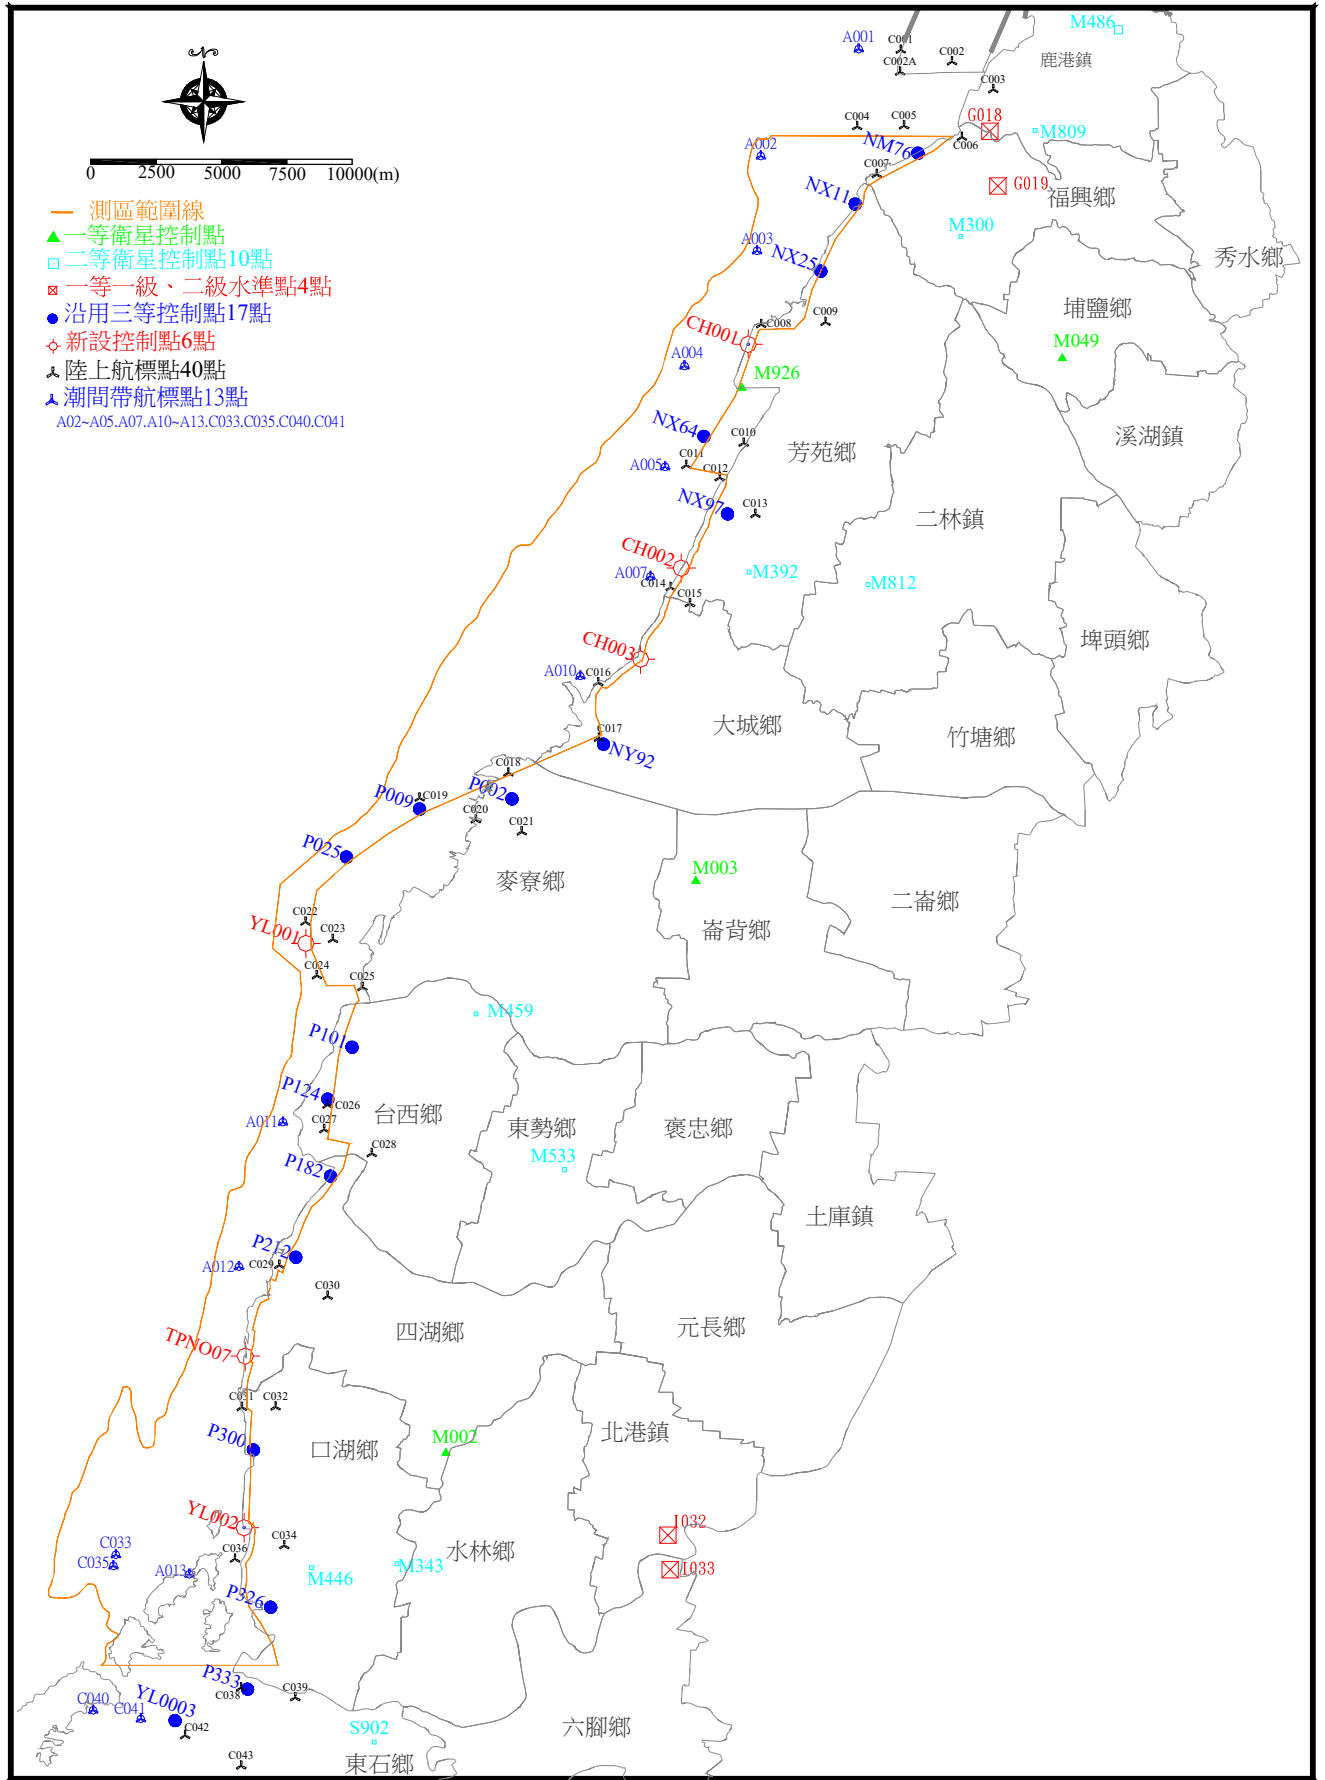 N
0 2500 5000 7500 10000(m)
測區範圍線
一等衛星控制點
二等衛星控制點10點
一等一級、二級水準點4點
沿用三等控制點17點
新設控制點6點
陸上航標點40點
潮間帶航標點13點
A02~A05.A07.A10~A13.C033.C035.C040.C041
M486
A001
C001
C002
C002A
鹿港鎮
C003
G018
C004
C005
M809
C006
A002
NM76
C007
G019
福興鄉
NX11
M300
A003
秀水鄉
NX25
埔鹽鄉
C008
C009
CH001
M049
A004
M926
NX64
溪湖鎮
C010
芳苑鄉
C011
A005
C012
NX97
C013
二林鎮
CH002
A007
M392
C014
M812
C015
CH003
埤頭鄉
A010
C016
大城鄉
C017
竹塘鄉
NY92
C018
P002
P009
C019
C020
C021
P025
M003
麥寮鄉
二崙鄉
C022
YL001
崙背鄉
C023
C024
C025
M459
P101
P124
C026
台西鄉
A011
C027
東勢鄉
褒忠鄉
C028
M533
P182
土庫鎮
P212
A012
C029
C030
四湖鄉
元長鄉
TPNO07
C031
C032
北港鎮
P300
M002
口湖鄉
YL002
I032
C034
C033
水林鄉
C036
C035
A013
M343
I033
M446
P326
P333
C038
C039
C040
C041
YL0003
C042
S902
六腳鄉
C043
東石鄉